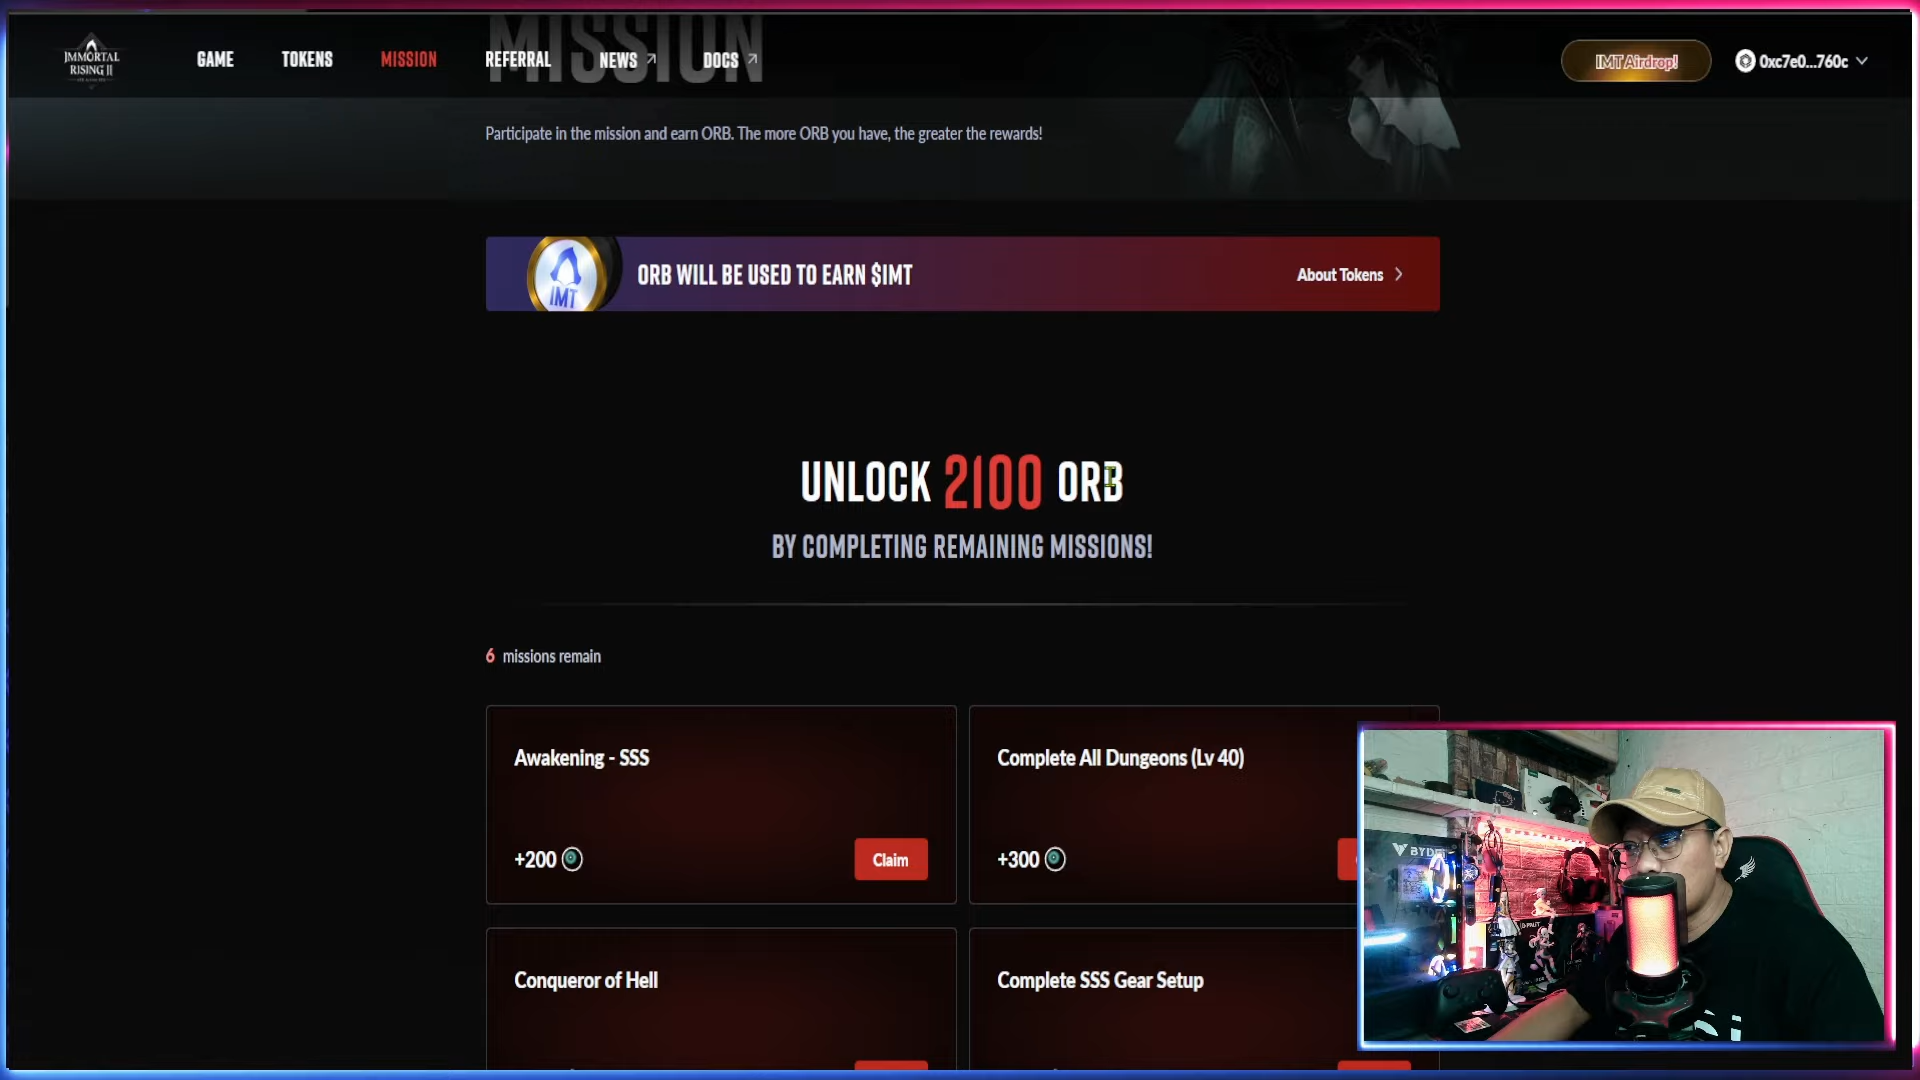 IMMORTAL
RISING II
GAME
TOKENS
MISSION
REFERRAL
NEWS
DOCS
IMT Airdrop!
0xc7e0...760c
MISSION
Participate in the mission and earn ORB. The more ORB you have, the greater the rewards!
IMT
ORB WILL BE USED TO EARN $IMT
About Tokens
UNLOCK 2100 ORB
BY COMPLETING REMAINING MISSIONS!
6 missions remain
Awakening - SSS
+200
Claim
Complete All Dungeons (Lv 40)
+300
Conqueror of Hell
Complete SSS Gear Setup